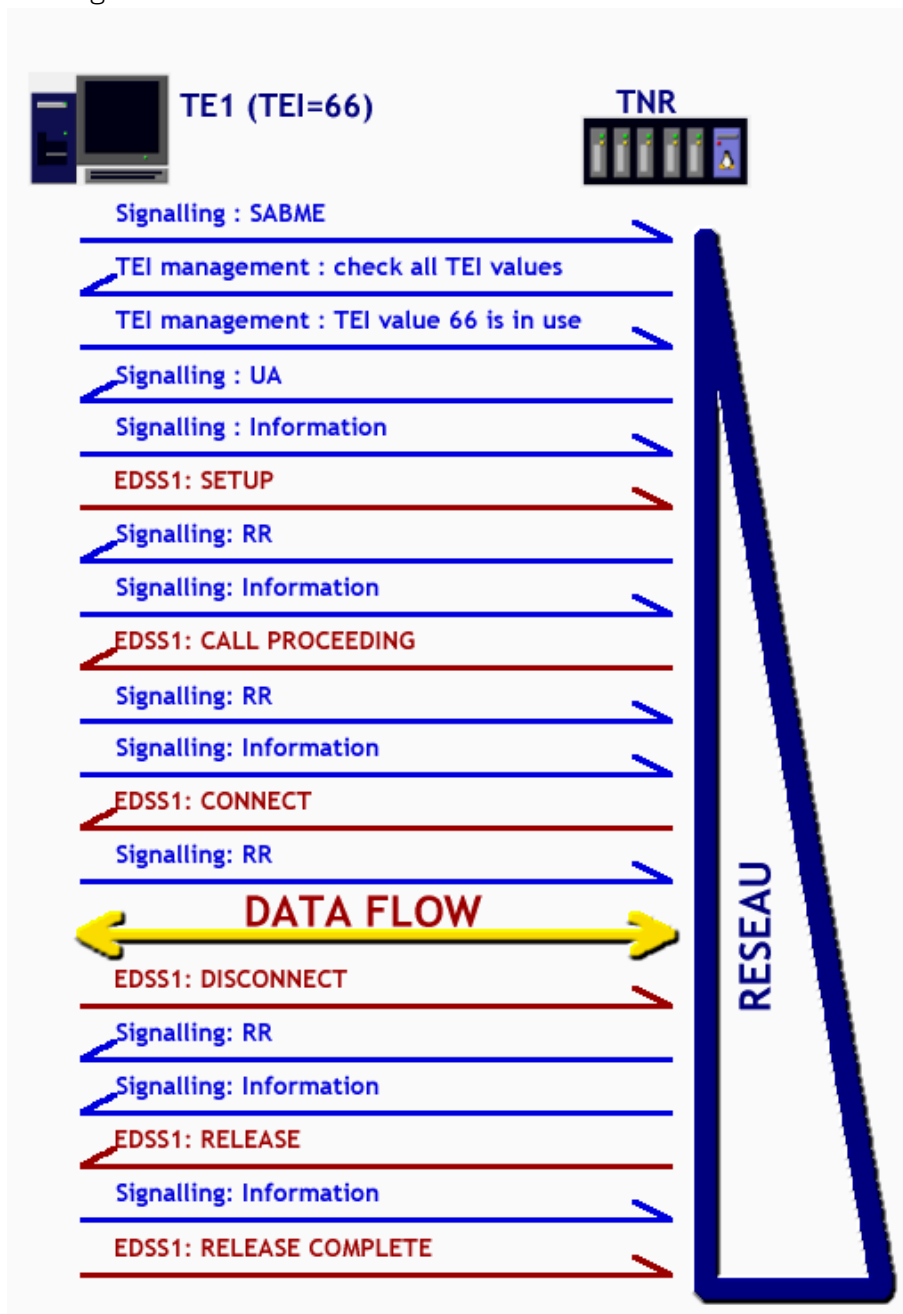 TE1 (TEI=66)
TNR
Signalling : SABME
TEI management : check all TEI values
TEI management : TEI value 66 is in use
Signalling : UA
Signalling : Information
EDSS1: SETUP
Signalling: RR
Signalling: Information
EDSS1: CALL PROCEEDING
Signalling: RR
Signalling: Information
EDSS1: CONNECT
Signalling: RR
DATA FLOW
RESEAU
EDSS1: DISCONNECT
Signalling: RR
Signalling: Information
EDSS1: RELEASE
Signalling: Information
EDSS1: RELEASE COMPLETE